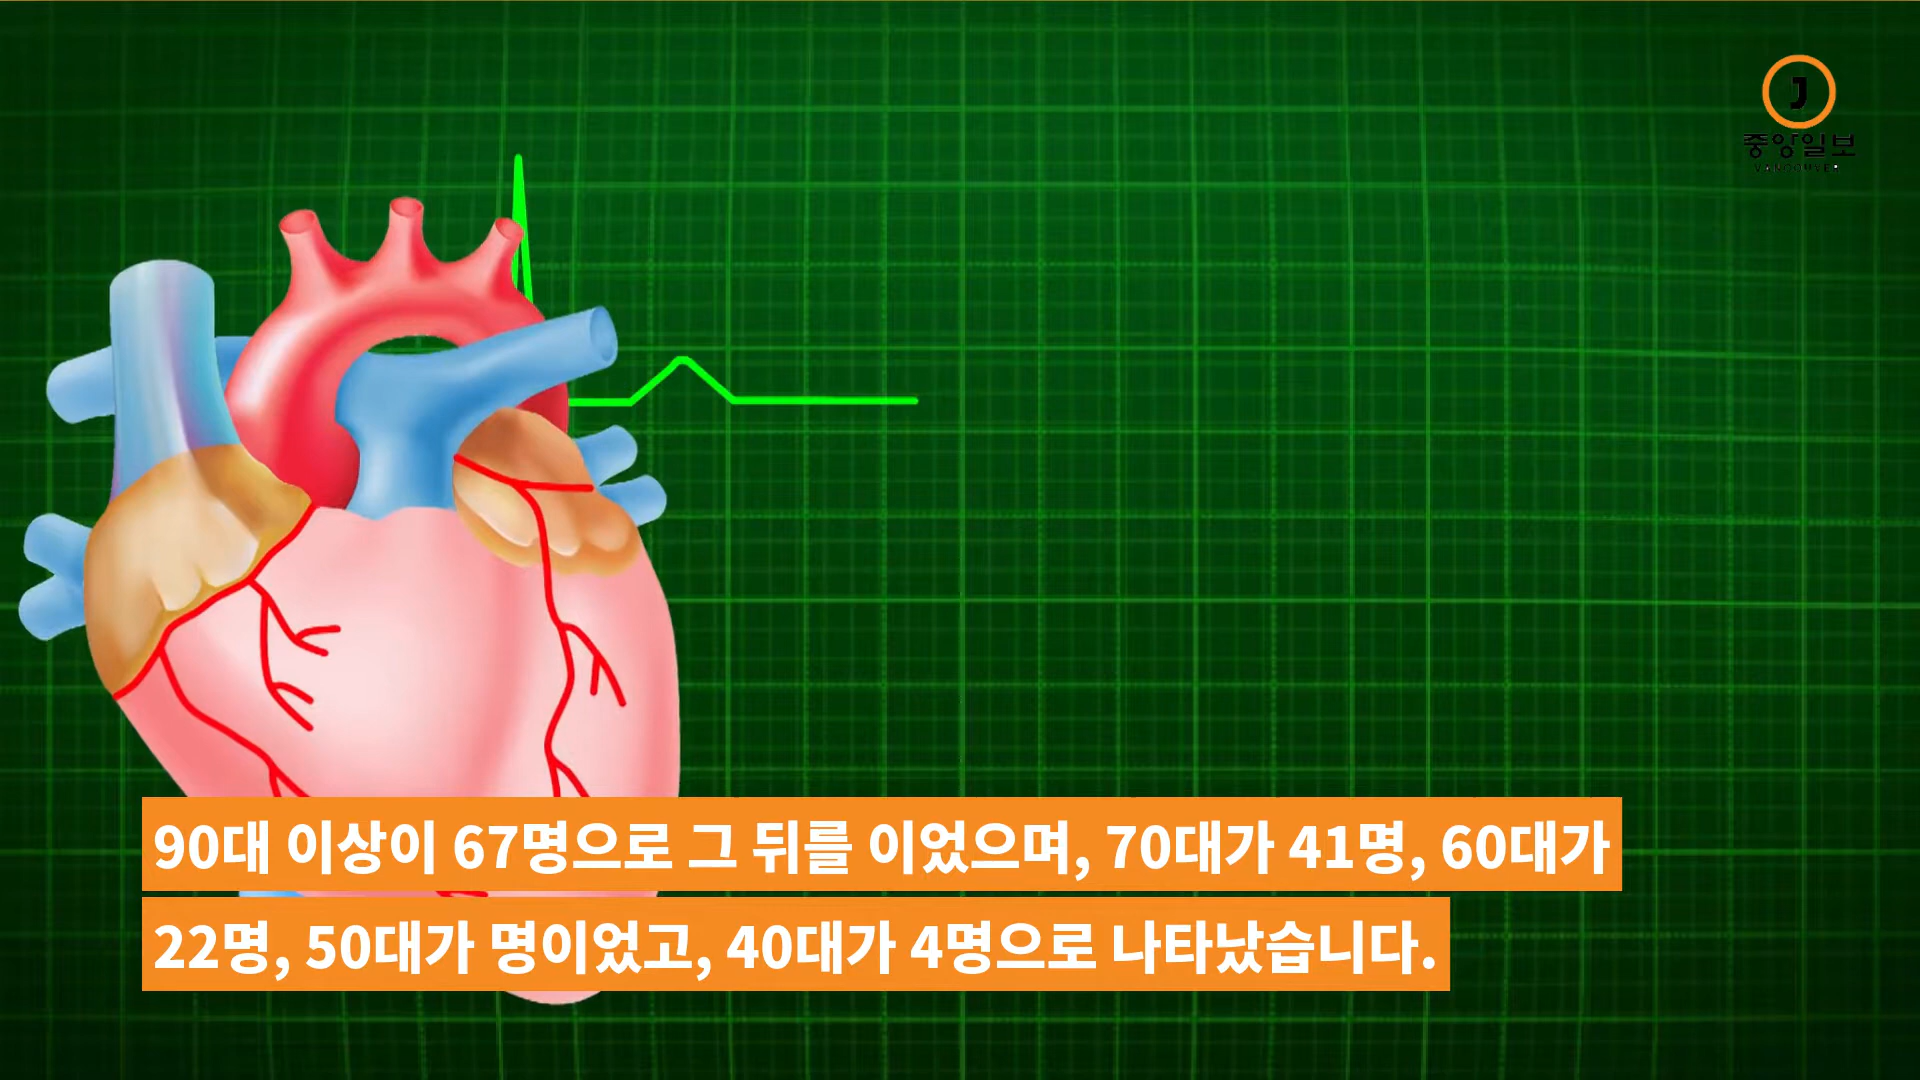 J
중앙일보
VANCOUVER
90대 이상이 67명으로 그 뒤를 이었으며, 70대가 41명, 60대가
22명, 50대가 명이었고, 40대가 4명으로 나타났습니다.